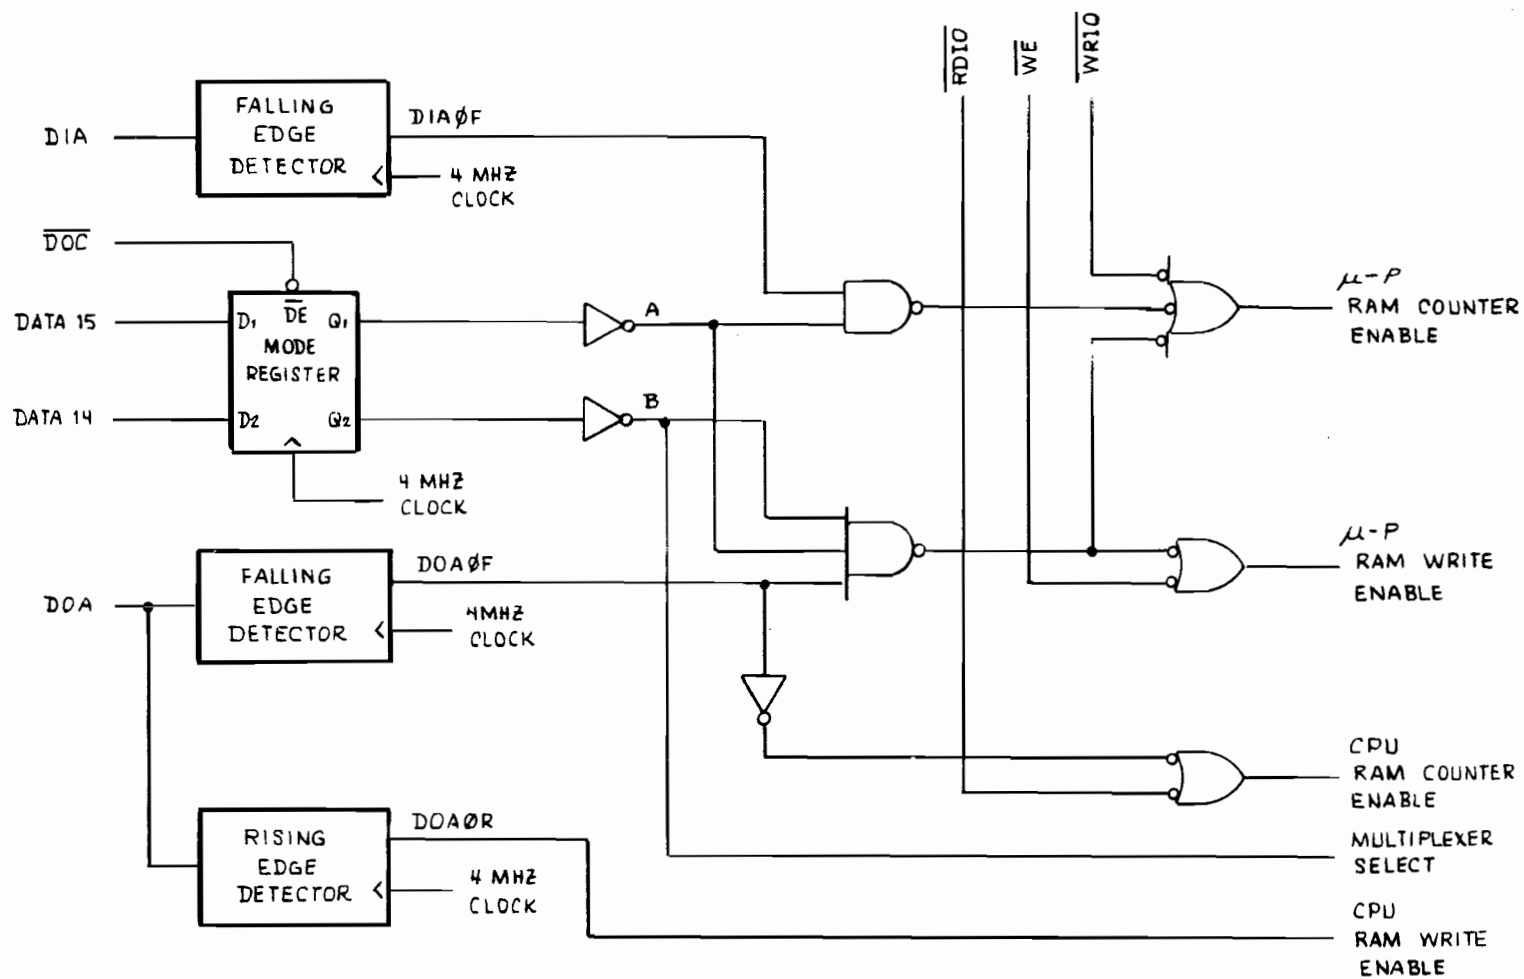 RDIO
WE
WRIO
DIA
FALLING
EDGE
DETECTOR
DIAØF
4 MHZ
CLOCK
DOC
DATA 15
D1
DE
Q1
MODE
REGISTER
DATA 14
D2
Q2
4 MHZ
CLOCK
A
B
μ-P
RAM COUNTER
ENABLE
DOA
FALLING
EDGE
DETECTOR
DOAØF
4MHZ
CLOCK
μ-P
RAM WRITE
ENABLE
CPU
RAM COUNTER
ENABLE
RISING
EDGE
DETECTOR
DOAØR
4 MHZ
CLOCK
MULTIPLEXER
SELECT
CPU
RAM WRITE
ENABLE